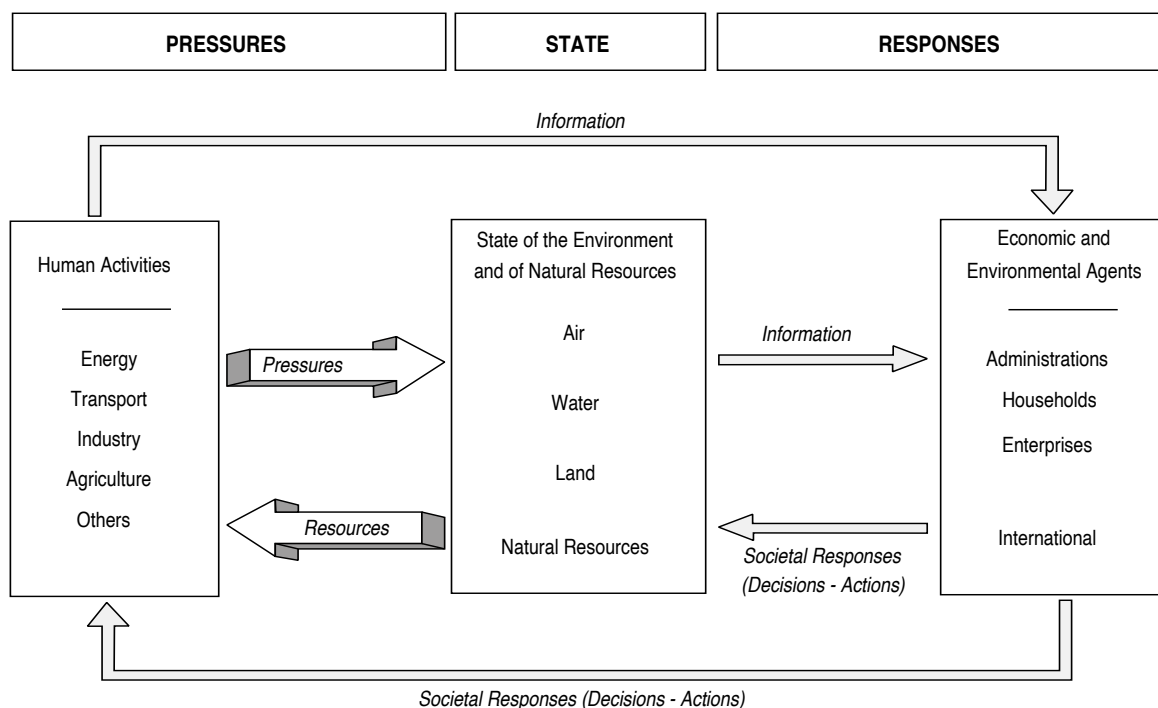 PRESSURES
STATE
RESPONSES
Information
Human Activities
Energy
Transport
Industry
Agriculture
Others
Pressures
Resources
State of the Environment
and of Natural Resources
Air
Water
Land
Natural Resources
Information
Societal Responses
(Decisions - Actions)
Economic and
Environmental Agents
Administrations
Households
Enterprises
International
Societal Responses (Decisions - Actions)